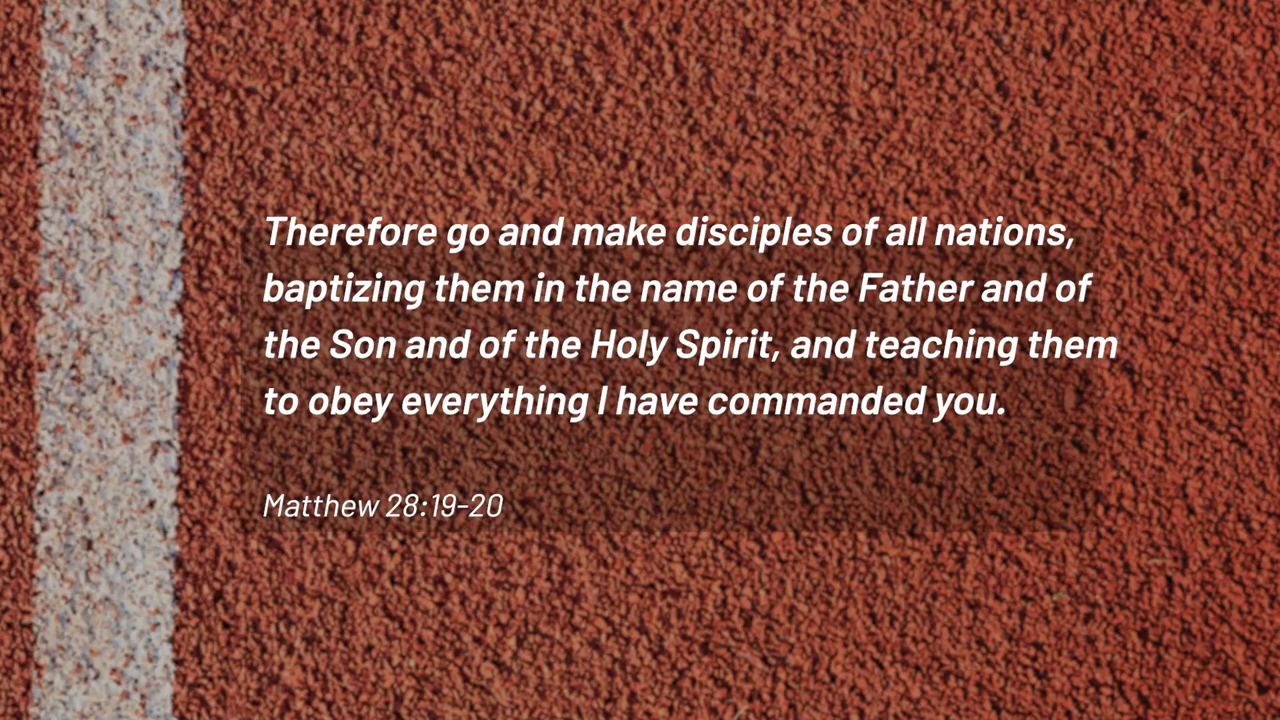 Therefore go and make disciples of all nations,
baptizing them in the name of the Father and of
the Son and of the Holy Spirit, and teaching them
to obey everything I have commanded you.
Matthew 28:19-20